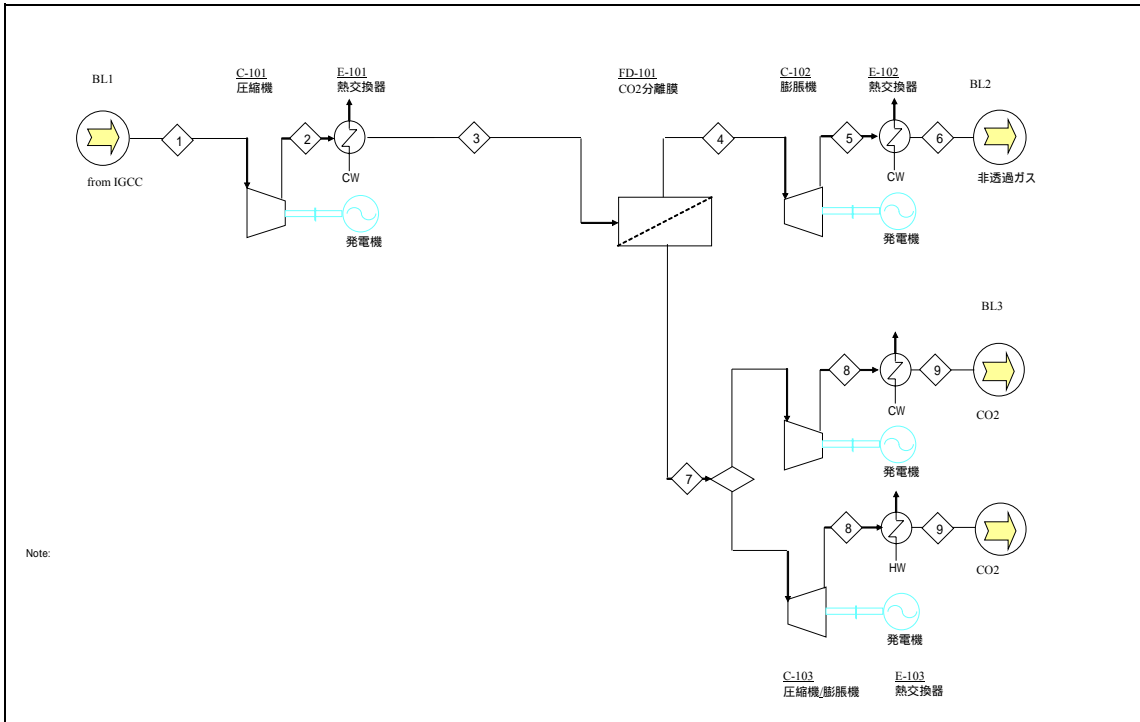 BL1
C-101
圧縮機
E-101
熱交換器
FD-101
CO2分離膜
C-102
膨脹機
E-102
熱交換器
BL2
1
2
3
4
5
6
from IGCC
CW
CW
非透過ガス
発電機
発電機
BL3
8
9
CW
CO2
発電機
7
8
9
HW
CO2
Note:
発電機
C-103
圧縮機/膨脹機
E-103
熱交換器